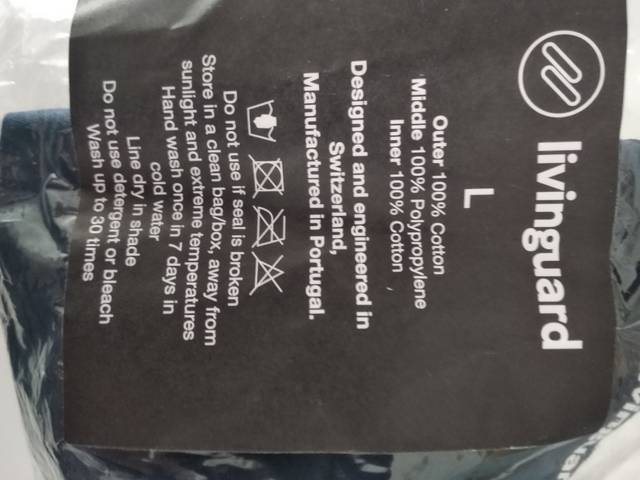 livinguard
L
Outer 100% Cotton
Middle 100% Polypropylene
Inner 100% Cotton
Designed and engineered in
Switzerland,
Manufactured in Portugal.
Do not use if seal is broken
Store in a clean bag/box, away from
sunlight and extreme temperatures
Hand wash once in 7 days in
cold water
Line dry in shade
Do not use detergent or bleach
Wash up to 30 times